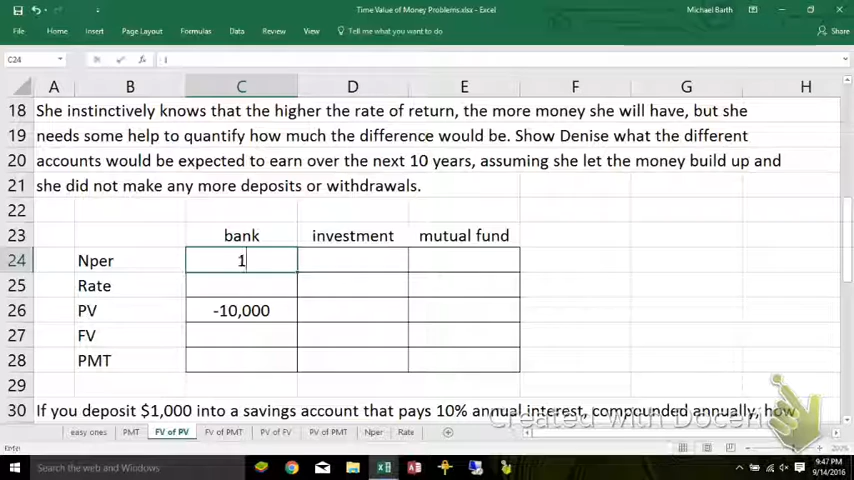 Time Value of Money Problems.xlsx - Excel
Michael Barth
File Home Insert Page Layout Formulas Data Review View Tell me what you want to do Share
C24 1
A B C D E F G H
18 She instinctively knows that the higher the rate of return, the more money she will have, but she
19 needs some help to quantify how much the difference would be. Show Denise what the different
20 accounts would be expected to earn over the next 10 years, assuming she let the money build up and
21 she did not make any more deposits or withdrawals.
22
23 bank investment mutual fund
24 Nper 1
25 Rate
26 PV -10,000
27 FV
28 PMT
29
30 If you deposit $1,000 into a savings account that pays 10% annual interest, compounded annually, how
Created with Doceri
easy ones PMT FV of PV FV of PMT PV of FV PV of PMT Nper Rate
Enter 200%
Search the web and Windows
9:47 PM
9/14/2016